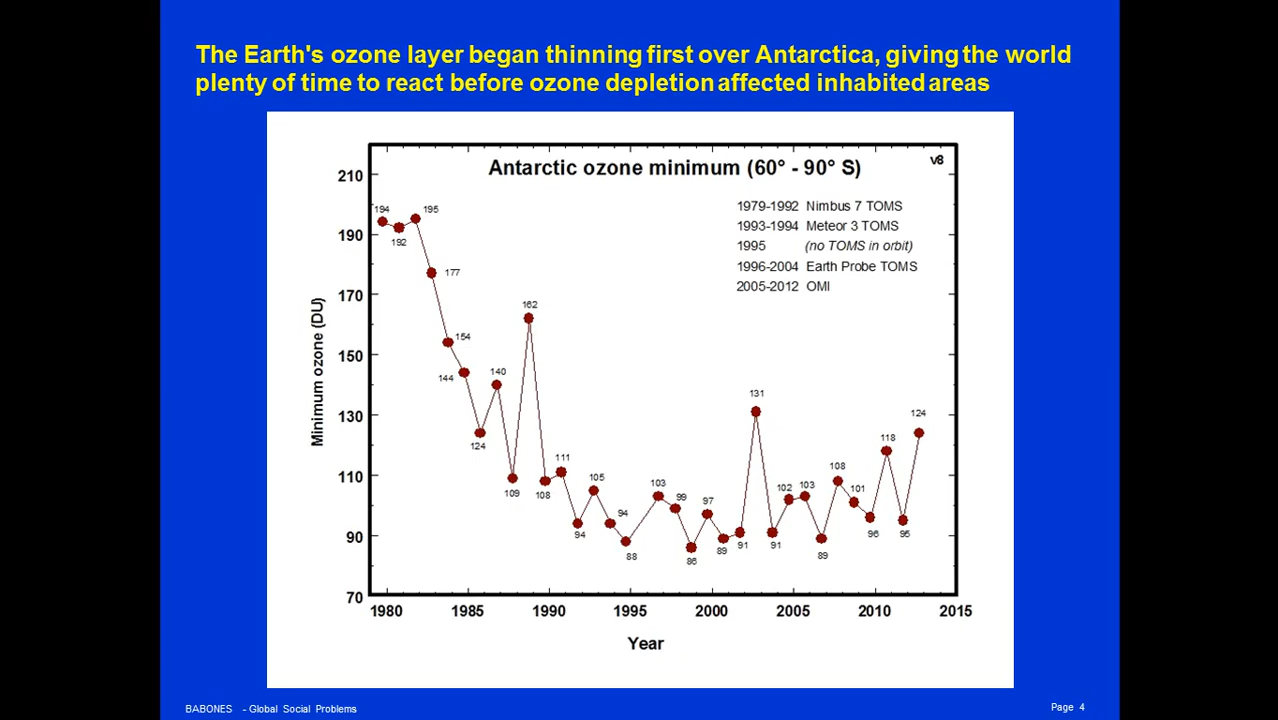 The Earth's ozone layer began thinning first over Antarctica, giving the world
plenty of time to react before ozone depletion affected inhabited areas
Antarctic ozone minimum (60° - 90° S)
v8
1979-1992 Nimbus 7 TOMS
1993-1994 Meteor 3 TOMS
1995 (no TOMS in orbit)
1996-2004 Earth Probe TOMS
2005-2012 OMI
Minimum ozone (DU)
210
190
170
150
130
110
90
70
194
192
195
177
154
144
124
140
109
162
108
111
94
105
94
88
103
99
86
97
89
91
131
91
102
103
89
108
101
96
118
95
124
1980 1985 1990 1995 2000 2005 2010 2015
Year
BABONES - Global Social Problems
Page 4